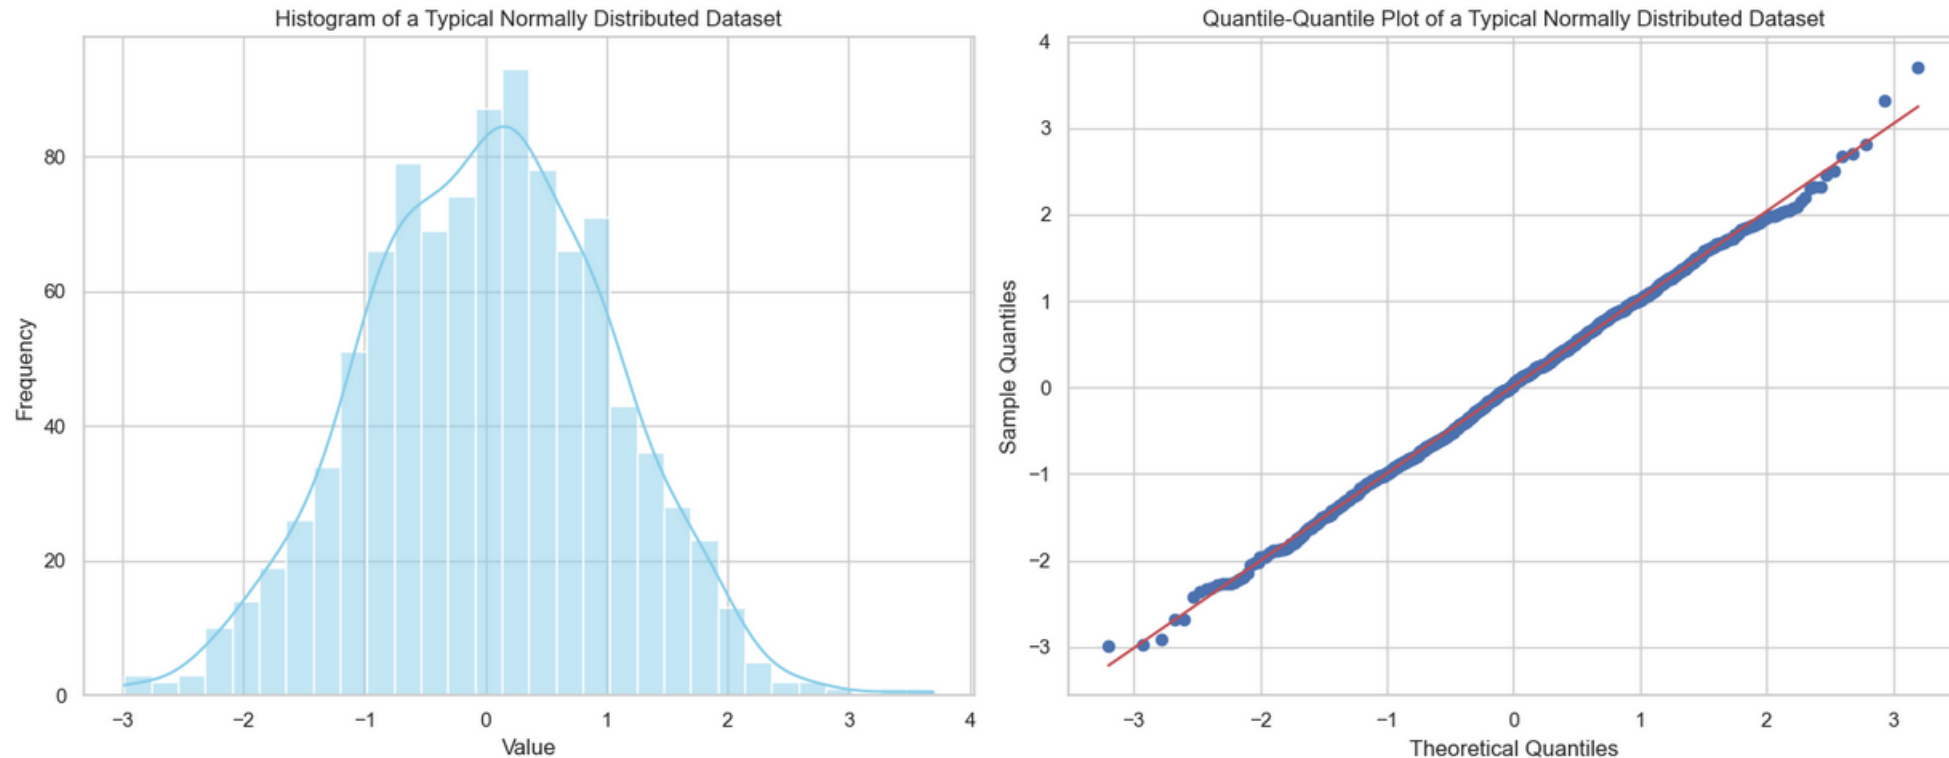 Histogram of a Typical Normally Distributed Dataset
80
60
40
20
0
Frequency
−3 −2 −1 0 1 2 3 4
Value
Quantile-Quantile Plot of a Typical Normally Distributed Dataset
4
3
2
1
0
−1
−2
−3
Sample Quantiles
−3 −2 −1 0 1 2 3
Theoretical Quantiles